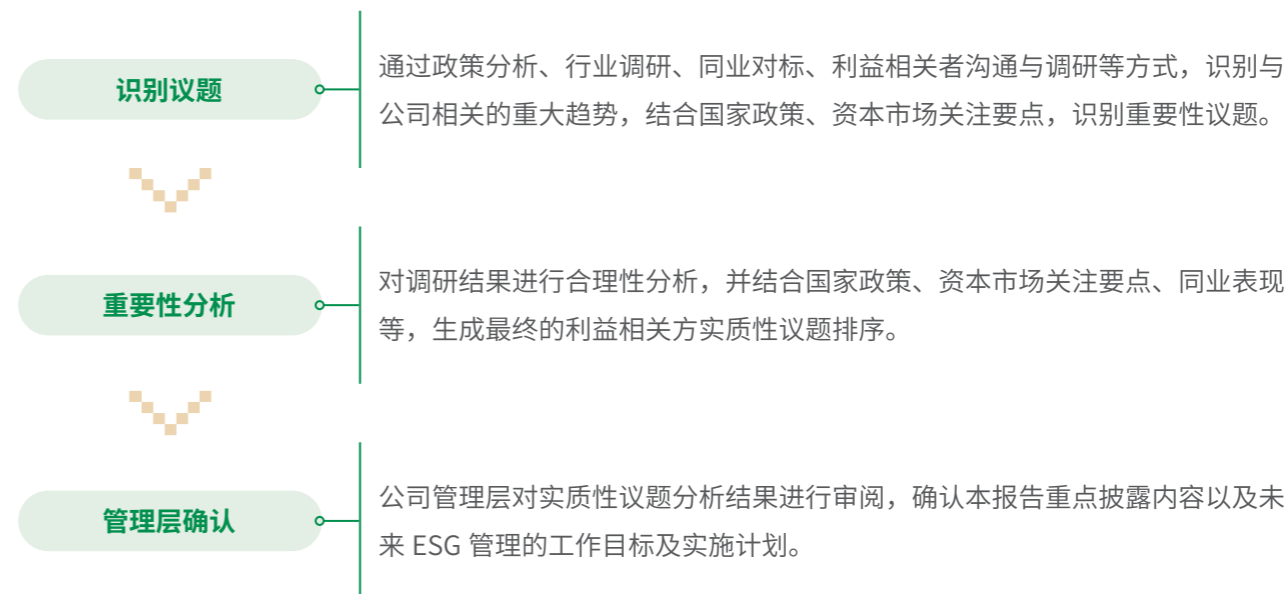 识别议题
通过政策分析、行业调研、同业对标、利益相关者沟通与调研等方式，识别与
公司相关的重大趋势，结合国家政策、资本市场关注要点，识别重要性议题。
重要性分析
对调研结果进行合理性分析，并结合国家政策、资本市场关注要点、同业表现
等，生成最终的利益相关方实质性议题排序。
管理层确认
公司管理层对实质性议题分析结果进行审阅，确认本报告重点披露内容以及未
来 ESG 管理的工作目标及实施计划。